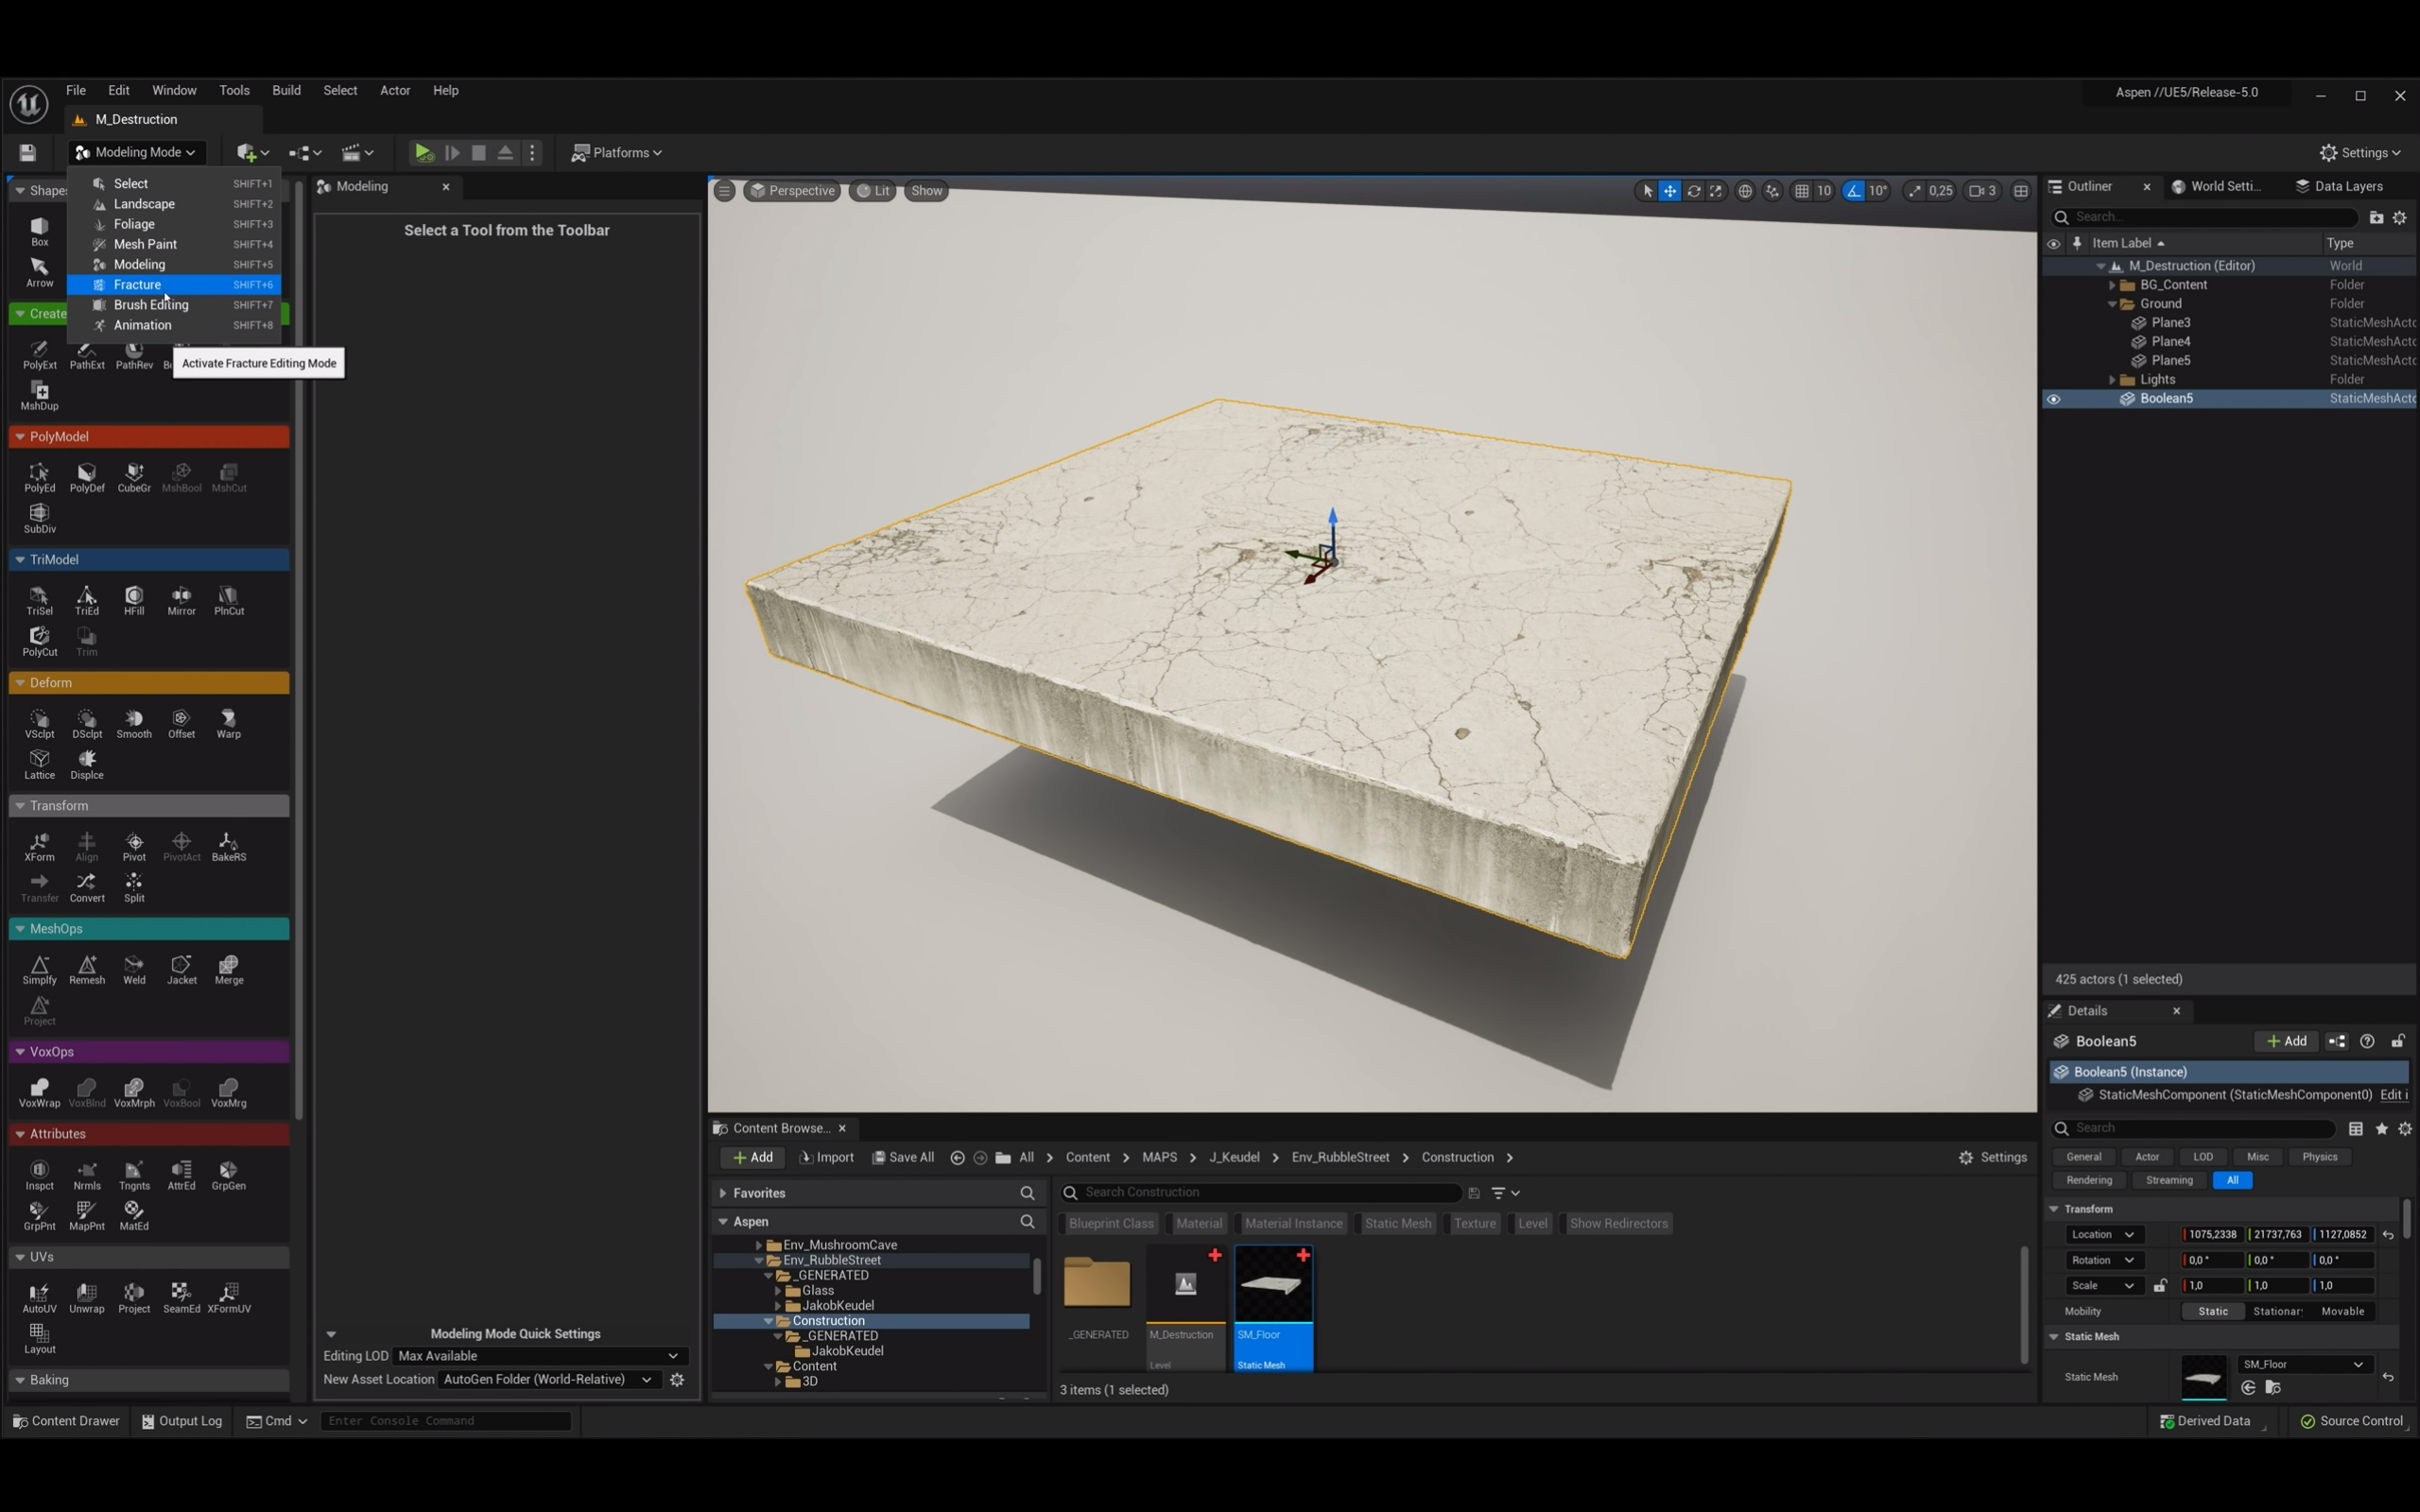 File Edit Window Tools Build Select Actor Help
Aspen //UE5/Release-5.0
M_Destruction
Modeling Mode
Platforms
Settings
Shapes
Box
Arrow
Select SHIFT+1
Landscape SHIFT+2
Foliage SHIFT+3
Mesh Paint SHIFT+4
Modeling SHIFT+5
Fracture SHIFT+6
Brush Editing SHIFT+7
Animation SHIFT+8
Activate Fracture Editing Mode
Create
PolyExt PathExt PathRev
MshDup
PolyModel
PolyEd PolyDef CubeGr MshBool MshCut
SubDiv
TriModel
TriSel TriEd HFill Mirror PlnCut
PolyCut Trim
Deform
VSclpt DSclpt Smooth Offset Warp
Lattice Displce
Transform
XForm Align Pivot PivotAct BakeRS
Transfer Convert Split
MeshOps
Simplfy Remesh Weld Jacket Merge
Project
VoxOps
VoxWrap VoxBlnd VoxMrph VoxBool VoxMrg
Attributes
Inspct Nrmls Tngnts AttrEd GrpGen
GrpPnt MapPnt MatEd
UVs
AutoUV Unwrap Project SeamEd XFormUV
Layout
Baking
Modeling
Select a Tool from the Toolbar
Modeling Mode Quick Settings
Editing LOD Max Available
New Asset Location AutoGen Folder (World-Relative)
Perspective Lit Show
10 10° 0,25 3
Content Browse...
Add Import Save All All > Content > MAPS > J_Keudel > Env_RubbleStreet > Construction > Settings
Favorites
Aspen
Env_MushroomCave
Env_RubbleStreet
_GENERATED
Glass
JakobKeudel
Construction
_GENERATED
JakobKeudel
Content
3D
Search Construction
Blueprint Class Material Material Instance Static Mesh Texture Level Show Redirectors
_GENERATED M_Destruction SM_Floor
Level Static Mesh
3 items (1 selected)
Outliner World Setti... Data Layers
Search...
Item Label Type
M_Destruction (Editor) World
BG_Content Folder
Ground Folder
Plane3 StaticMeshActo
Plane4 StaticMeshActo
Plane5 StaticMeshActo
Lights Folder
Boolean5 StaticMeshActo
425 actors (1 selected)
Details
Boolean5 Add
Boolean5 (Instance)
StaticMeshComponent (StaticMeshComponent0) Edit i
Search
General Actor LOD Misc Physics
Rendering Streaming All
Transform
Location 1075,2338 21737,763 1127,0852
Rotation 0,0° 0,0° 0,0°
Scale 1,0 1,0 1,0
Mobility Static Stationar Movable
Static Mesh
Static Mesh SM_Floor
Content Drawer Output Log Cmd Enter Console Command
Derived Data Source Control